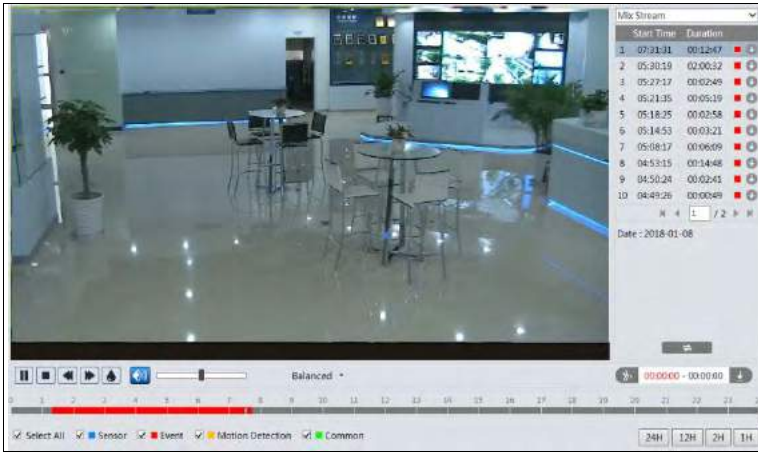 Mix Stream
Start Time Duration
1 07:31:31 00:12:47
2 05:30:19 02:00:32
3 05:27:17 00:02:49
4 05:21:35 00:05:19
5 05:18:25 00:02:58
6 05:14:53 00:03:21
7 05:08:17 00:06:09
8 04:53:15 00:14:48
9 04:50:24 00:02:41
10 04:49:26 00:00:49
1 / 2
Date : 2018-01-08
Balanced
00:00:00 - 00:00:00
0 1 2 3 4 5 6 7 8 9 10 11 12 13 14 15 16 17 18 19 20 21 22 23
Select All Sensor Event Motion Detection Common
24H 12H 2H 1H